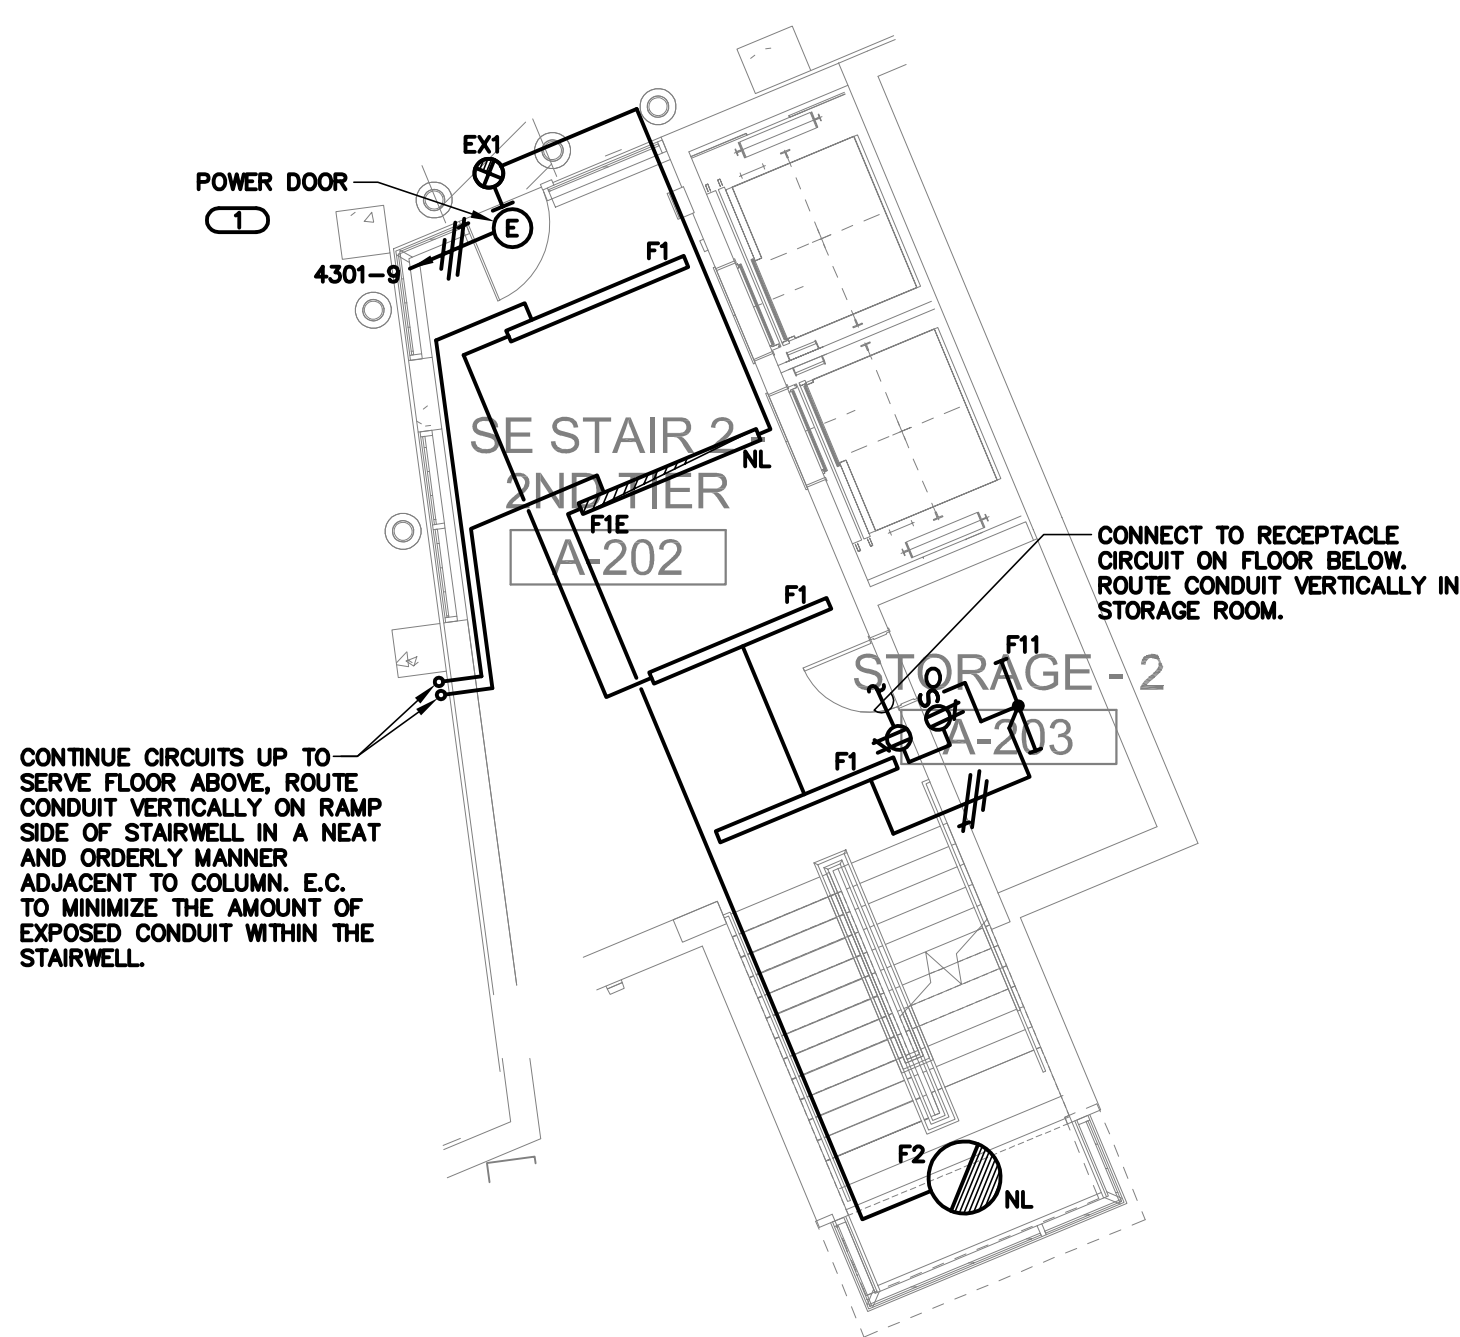 EX1
POWER DOOR
1
E
4301-9
F1
SE STAIR 2 -
2ND TIER
NL
F1E
A-202
CONNECT TO RECEPTACLE
CIRCUIT ON FLOOR BELOW.
ROUTE CONDUIT VERTICALLY IN
STORAGE ROOM.
F1
F11
STORAGE - 2
OS
A-203
F1
CONTINUE CIRCUITS UP TO
SERVE FLOOR ABOVE, ROUTE
CONDUIT VERTICALLY ON RAMP
SIDE OF STAIRWELL IN A NEAT
AND ORDERLY MANNER
ADJACENT TO COLUMN. E.C.
TO MINIMIZE THE AMOUNT OF
EXPOSED CONDUIT WITHIN THE
STAIRWELL.
F2
NL